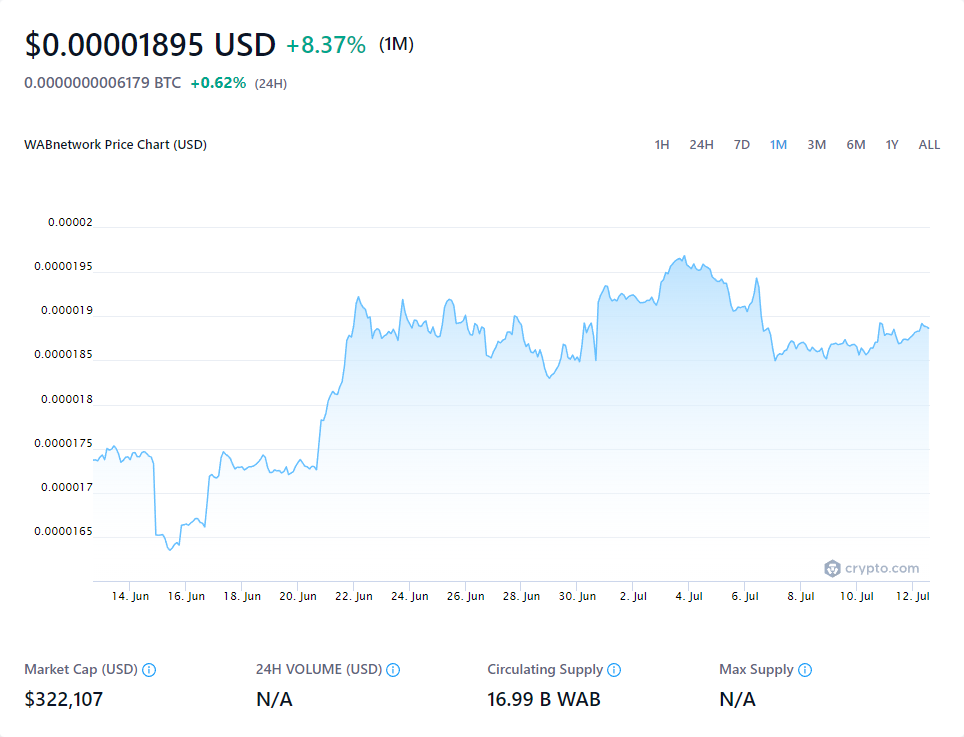 $0.00001895 USD +8.37% (1M)
0.0000000006179 BTC +0.62% (24H)
WABnetwork Price Chart (USD)
1H 24H 7D 1M 3M 6M 1Y ALL
0.00002
0.0000195
0.000019
0.0000185
0.000018
0.0000175
0.000017
0.0000165
crypto.com
14. Jun 16. Jun 18. Jun 20. Jun 22. Jun 24. Jun 26. Jun 28. Jun 30. Jun 2. Jul 4. Jul 6. Jul 8. Jul 10. Jul 12. Jul
Market Cap (USD) 24H VOLUME (USD) Circulating Supply Max Supply
$322,107 N/A 16.99 B WAB N/A